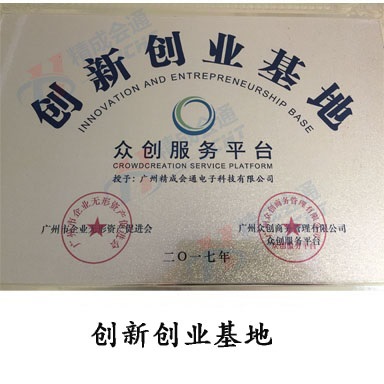 创新创业基地
INNOVATION AND ENTREPRENEURSHIP BASE
众创服务平台
CROWDCREATION SERVICE PLATFORM
授予:广州精成会通电子科技有限公司
广州市企业无形资产促进会
广州众创商务管理有限公司
众创服务平台
二〇一七年
创新创业基地